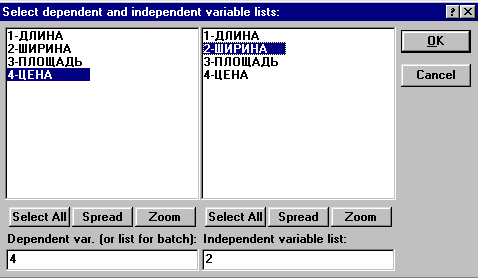 Select dependent and independent variable lists:
1-ДЛИНА
2-ШИРИНА
3-ПЛОЩАДЬ
4-ЦЕНА
1-ДЛИНА
2-ШИРИНА
3-ПЛОЩАДЬ
4-ЦЕНА
OK
Cancel
Select All Spread Zoom Select All Spread Zoom
Dependent var. (or list for batch): Independent variable list:
4 2